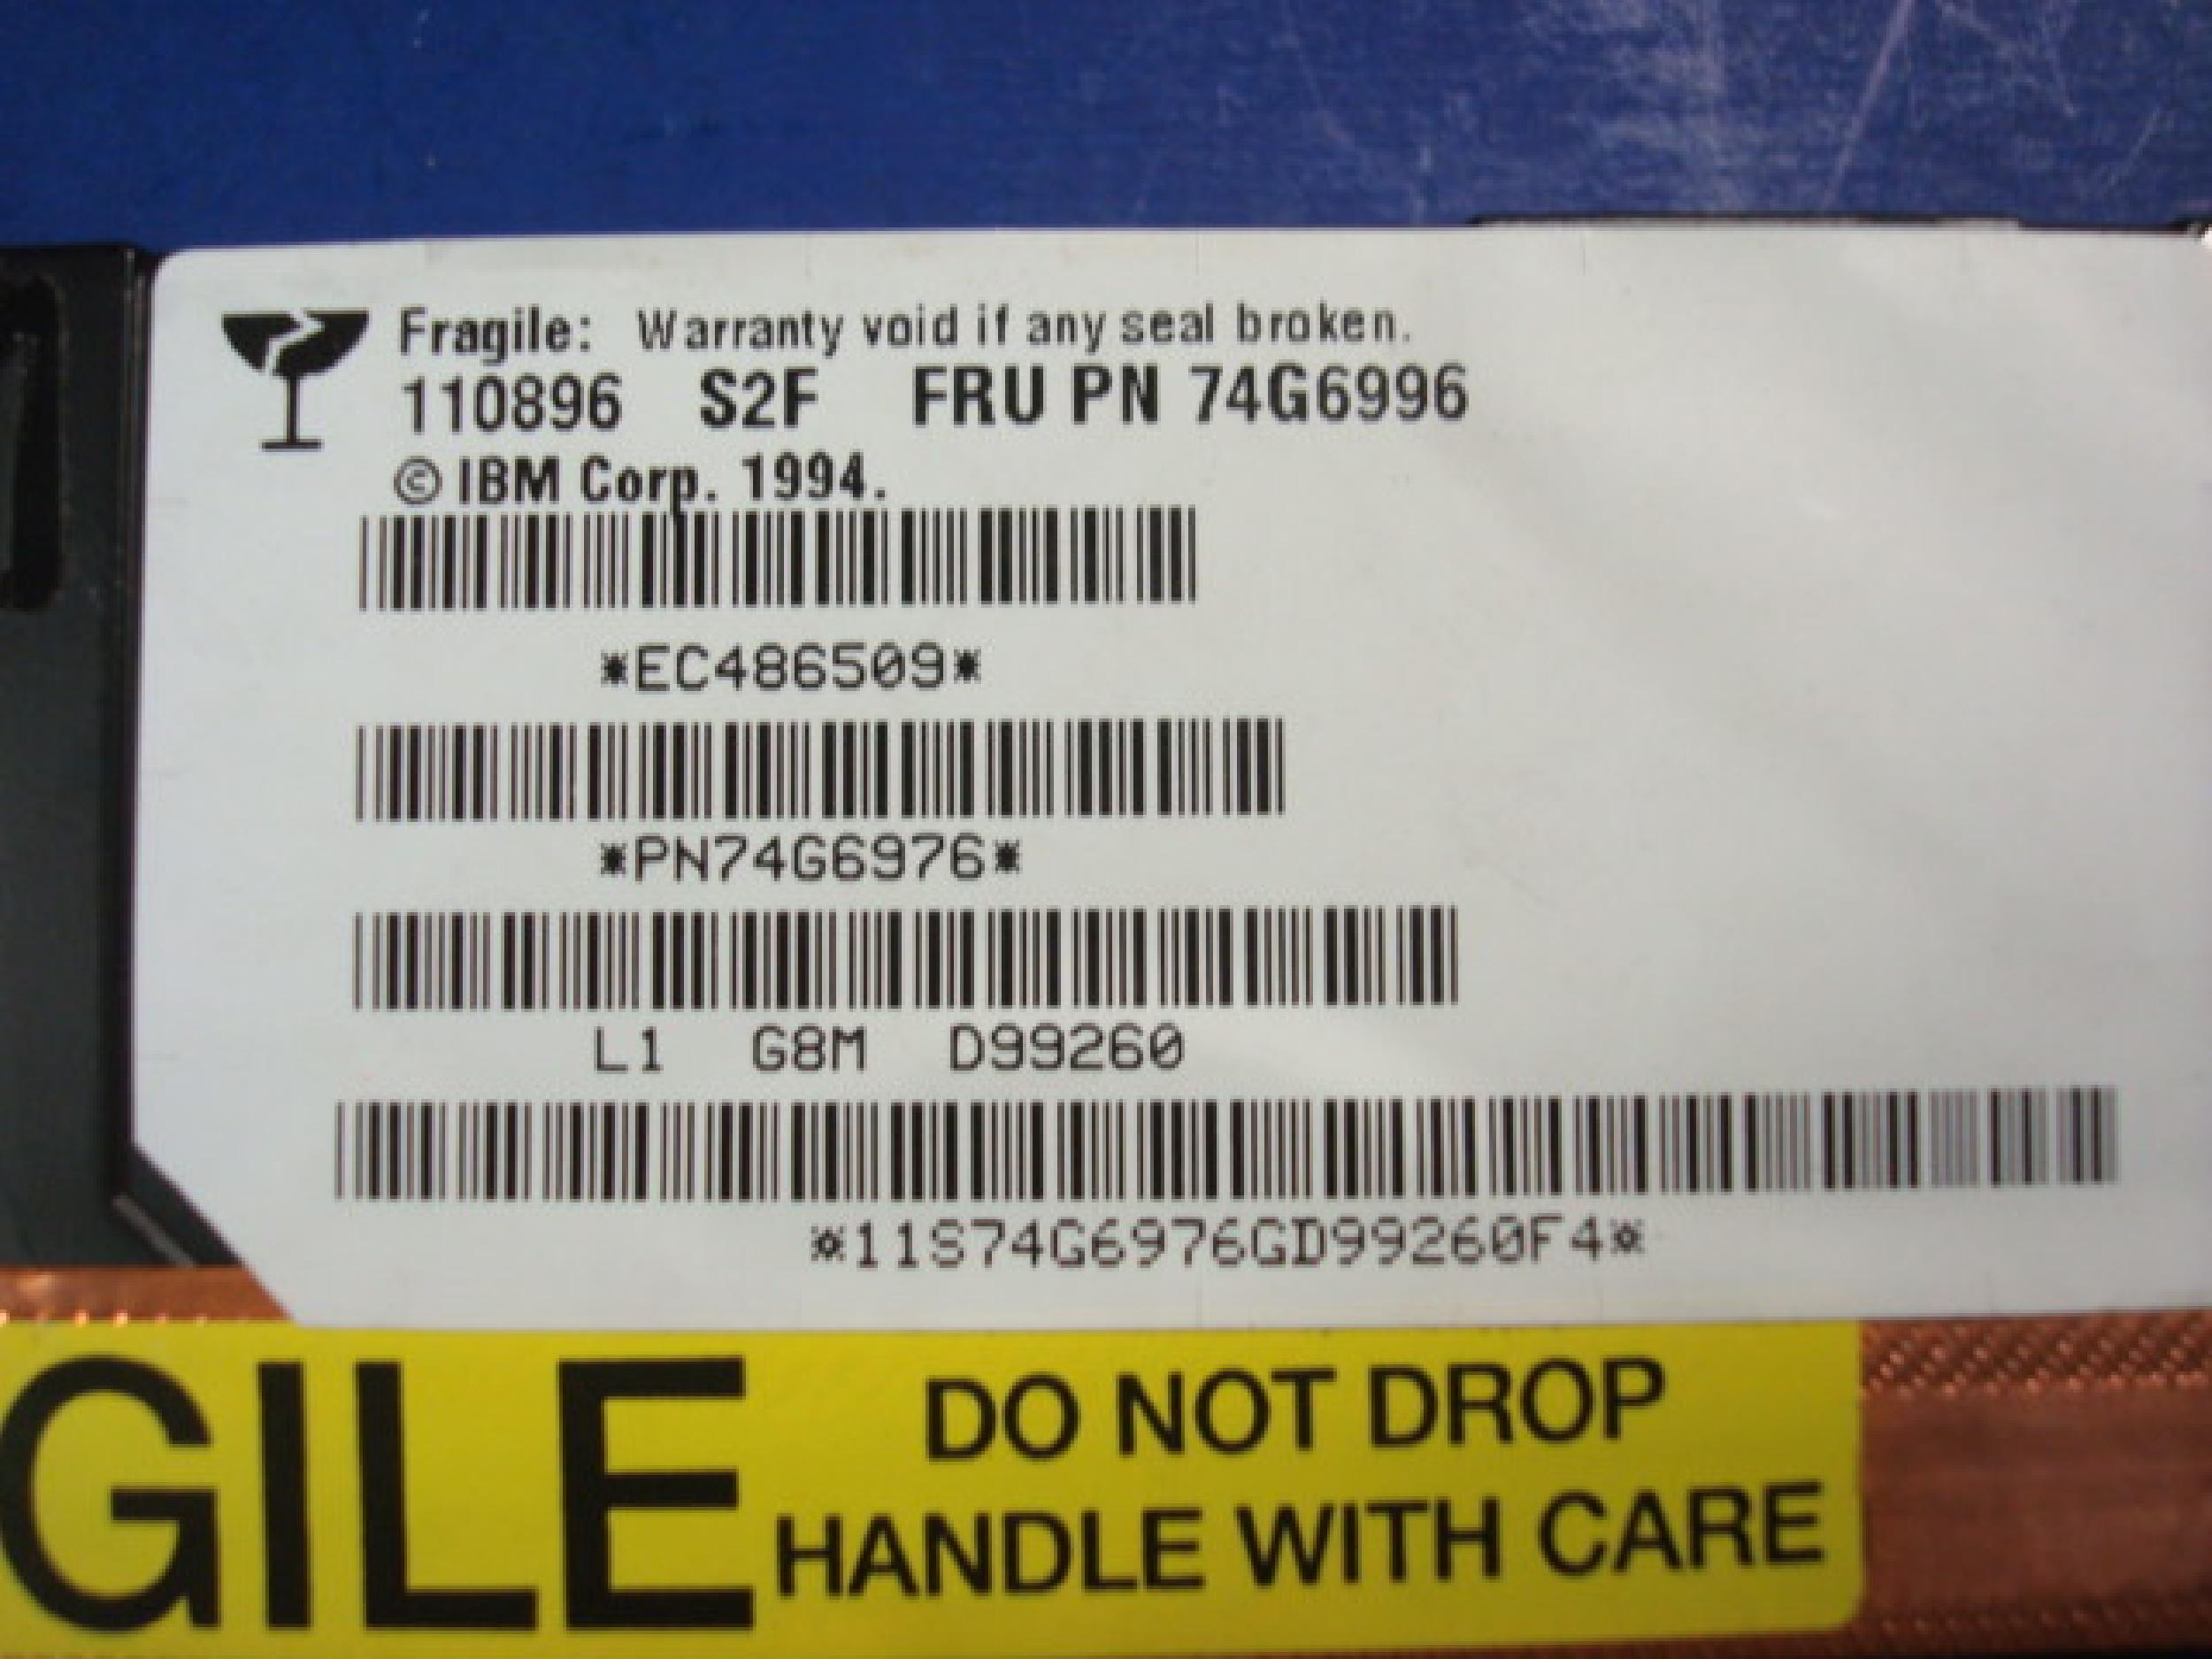 Fragile: Warranty void if any seal broken.
110896 S2F FRU PN 74G6996
© IBM Corp. 1994.
*EC486509*
*PN74G6976*
L1 G8M D99260
*11S74G6976GD99260F4*
GILE
DO NOT DROP
HANDLE WITH CARE